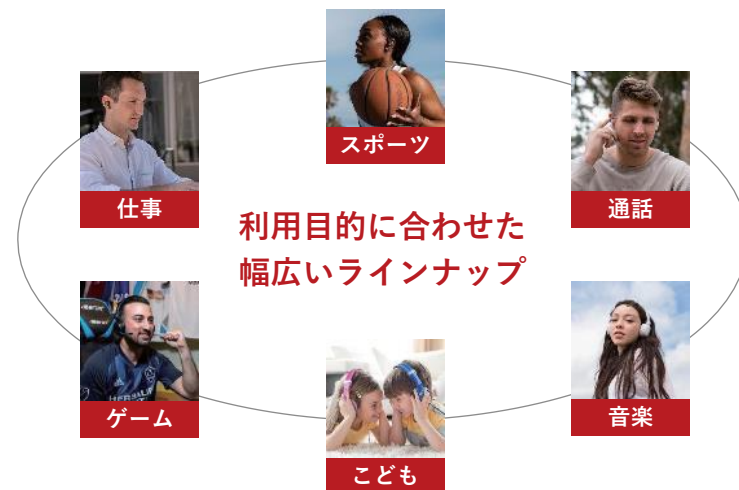 スポーツ
仕事
通話
利用目的に合わせた
幅広いラインナップ
ゲーム
こども
音楽